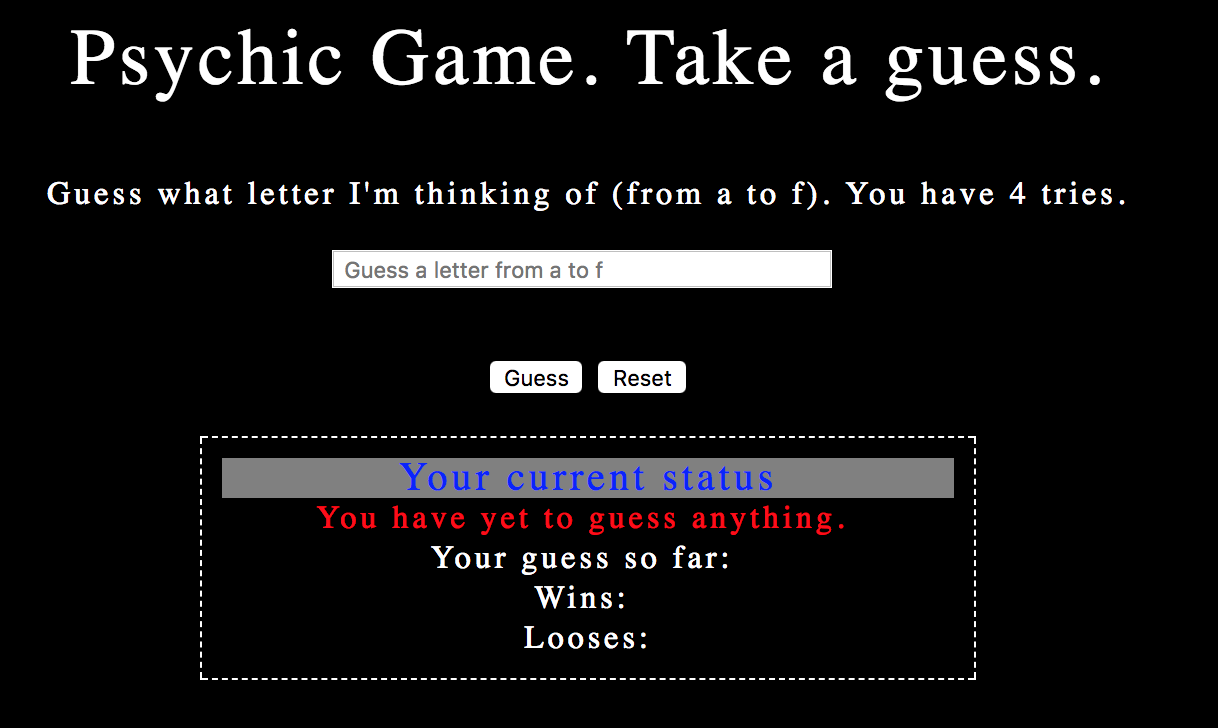 Psychic Game. Take a guess.
Guess what letter I'm thinking of (from a to f). You have 4 tries.
Guess a letter from a to f
Guess Reset
Your current status
You have yet to guess anything.
Your guess so far:
Wins:
Looses: